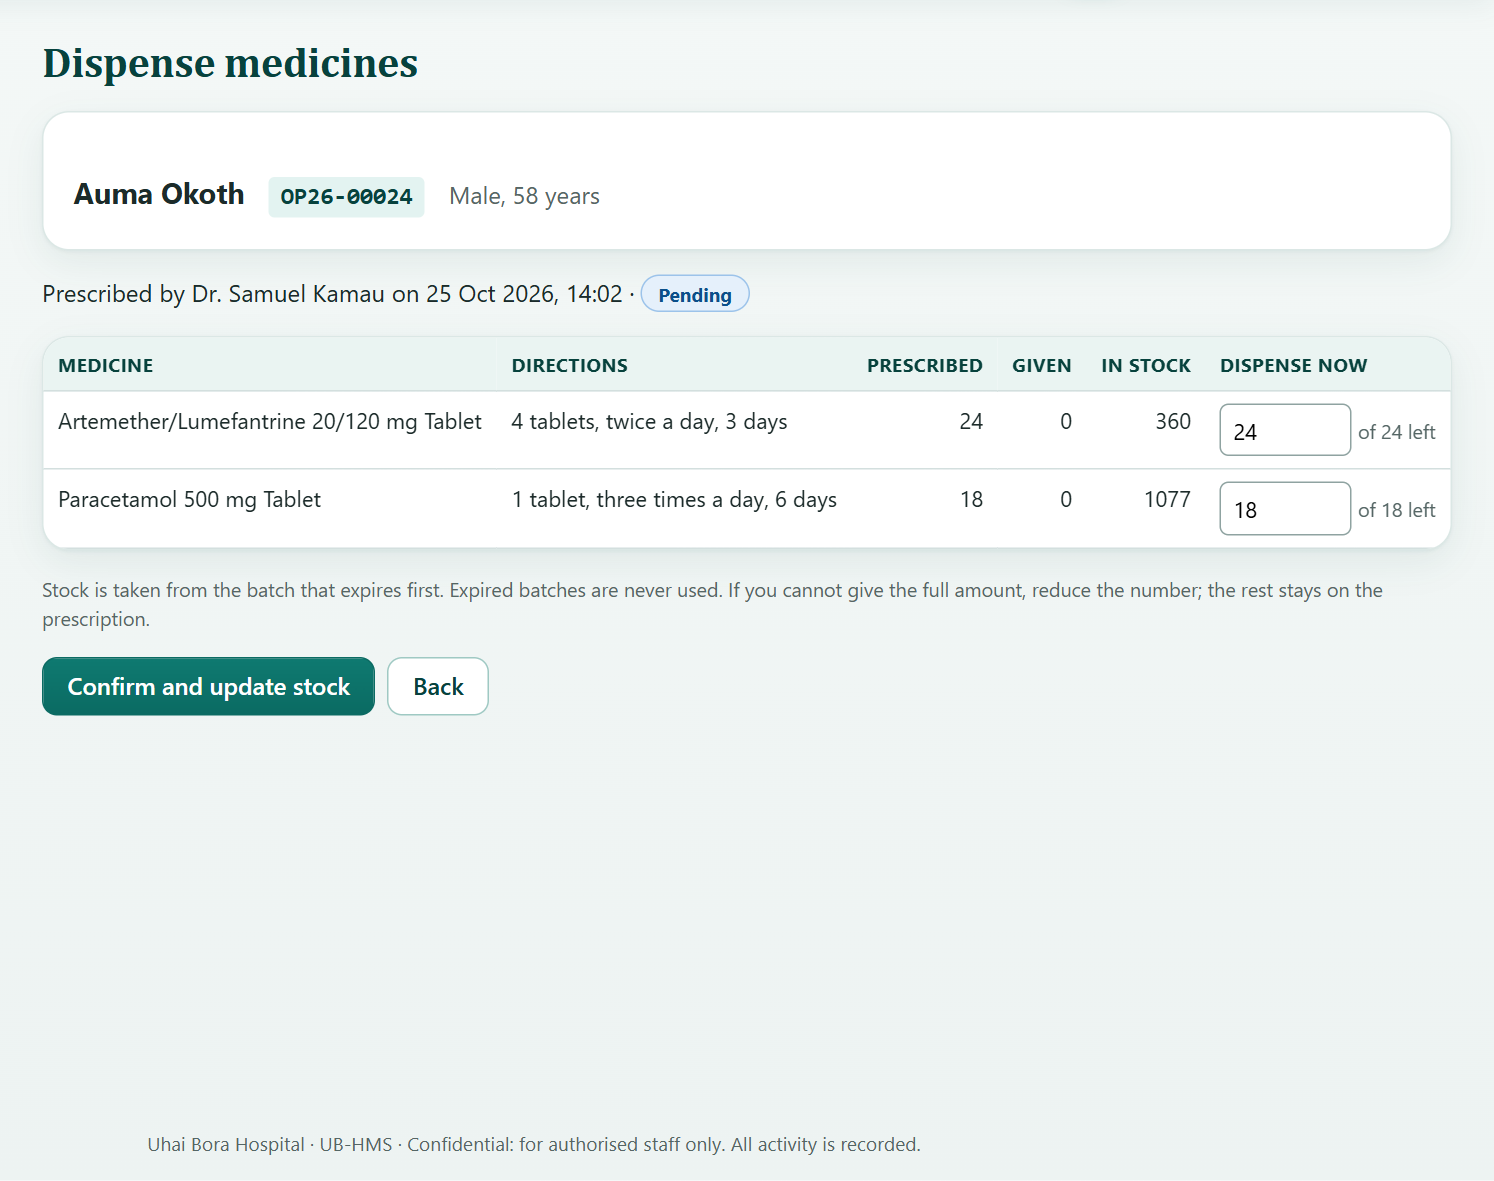 Dispense medicines
Auma Okoth OP26-00024 Male, 58 years
Prescribed by Dr. Samuel Kamau on 25 Oct 2026, 14:02 · Pending
MEDICINE DIRECTIONS PRESCRIBED GIVEN IN STOCK DISPENSE NOW
Artemether/Lumefantrine 20/120 mg Tablet 4 tablets, twice a day, 3 days 24 0 360 24 of 24 left
Paracetamol 500 mg Tablet 1 tablet, three times a day, 6 days 18 0 1077 18 of 18 left
Stock is taken from the batch that expires first. Expired batches are never used. If you cannot give the full amount, reduce the number; the rest stays on the
prescription.
Confirm and update stock Back
Uhai Bora Hospital · UB-HMS · Confidential: for authorised staff only. All activity is recorded.